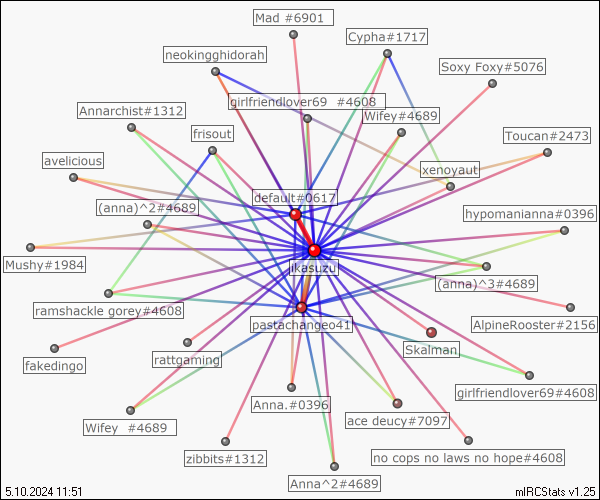 Mad #6901
Cypha#1717
neokingghidorah
Soxy Foxy#5076
girlfriendlover69  #4608
Annarchist#1312
Wifey#4689
frisout
Toucan#2473
avelicious
xenoyaut
default#0617
(anna)^2#4689
hypomanianna#0396
Mushy#1984
jkasuzu
(anna)^3#4689
ramshackle gorey#4608
pastachangeo41
AlpineRooster#2156
Skalman
fakedingo
rattgaming
girlfriendlover69#4608
Anna.#0396
ace deucy#7097
Wifey  #4689
zibbits#1312
no cops no laws no hope#4608
Anna^2#4689
5.10.2024 11:51
mIRCStats v1.25